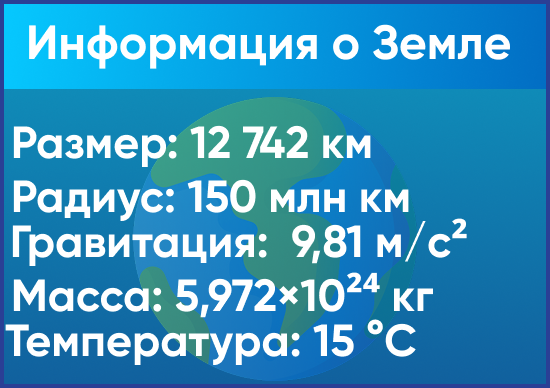 Информация о Земле
Размер: 12 742 км
Радиус: 150 млн км
Гравитация: 9,81 м/с²
Масса: 5,972×10²⁴ кг
Температура: 15 °C